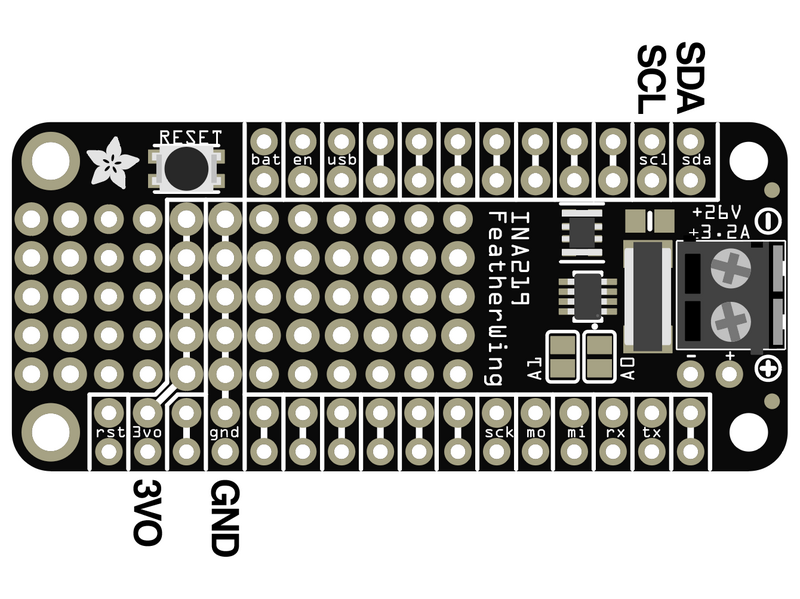 SCL
SDA
RESET
bat
en
usb
scl
sda
+26V
+3.2A
INA219
FeatherWing
-
+
A1
A0
rst
3vo
gnd
sck
mo
mi
rx
tx
3VO
GND